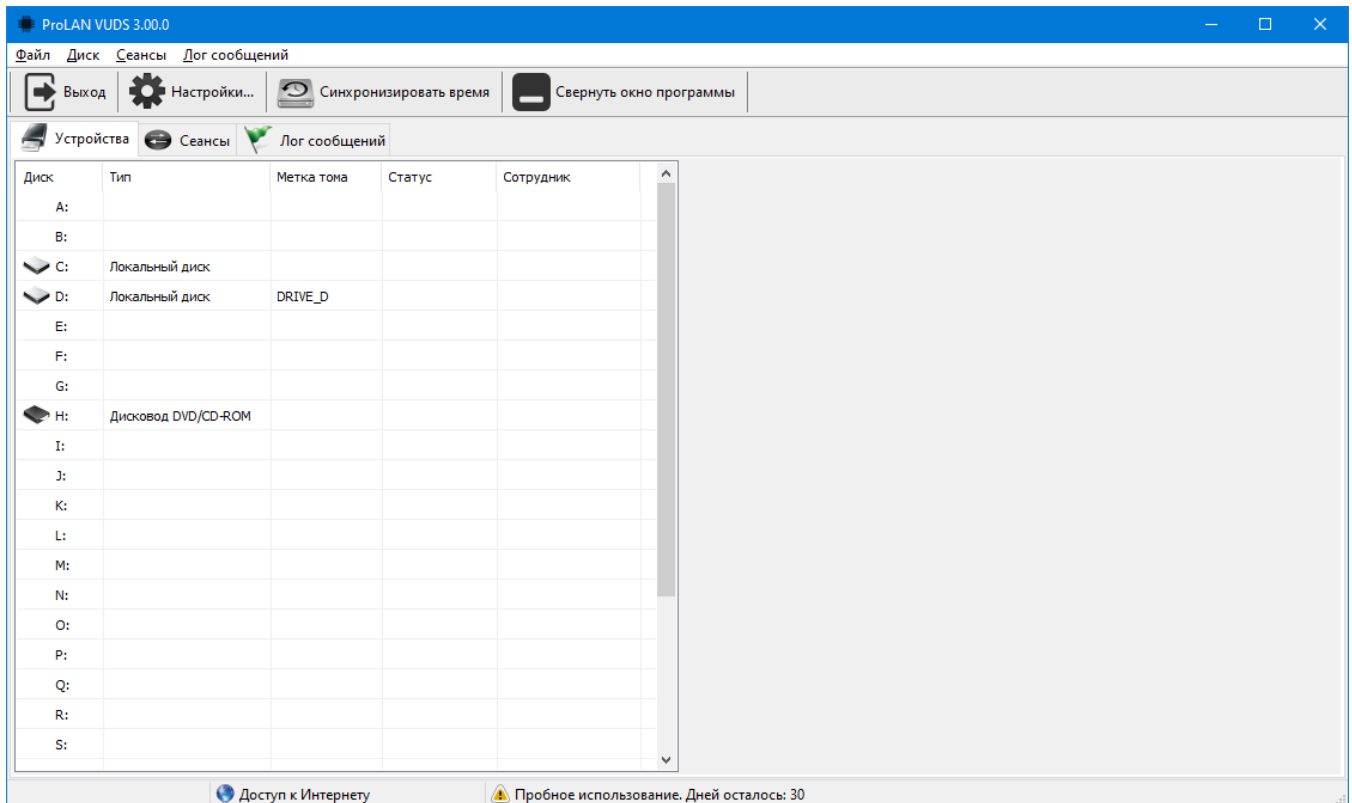 ProLAN VUDS 3.00.0
Файл Диск Сеансы Лог сообщений
Выход Настройки... Синхронизировать время Свернуть окно программы
Устройства Сеансы Лог сообщений
Диск Тип Метка тома Статус Сотрудник
A:
B:
C: Локальный диск
D: Локальный диск DRIVE_D
E:
F:
G:
H: Дисковод DVD/CD-ROM
I:
J:
K:
L:
M:
N:
O:
P:
Q:
R:
S:
Доступ к Интернету Пробное использование. Дней осталось: 30